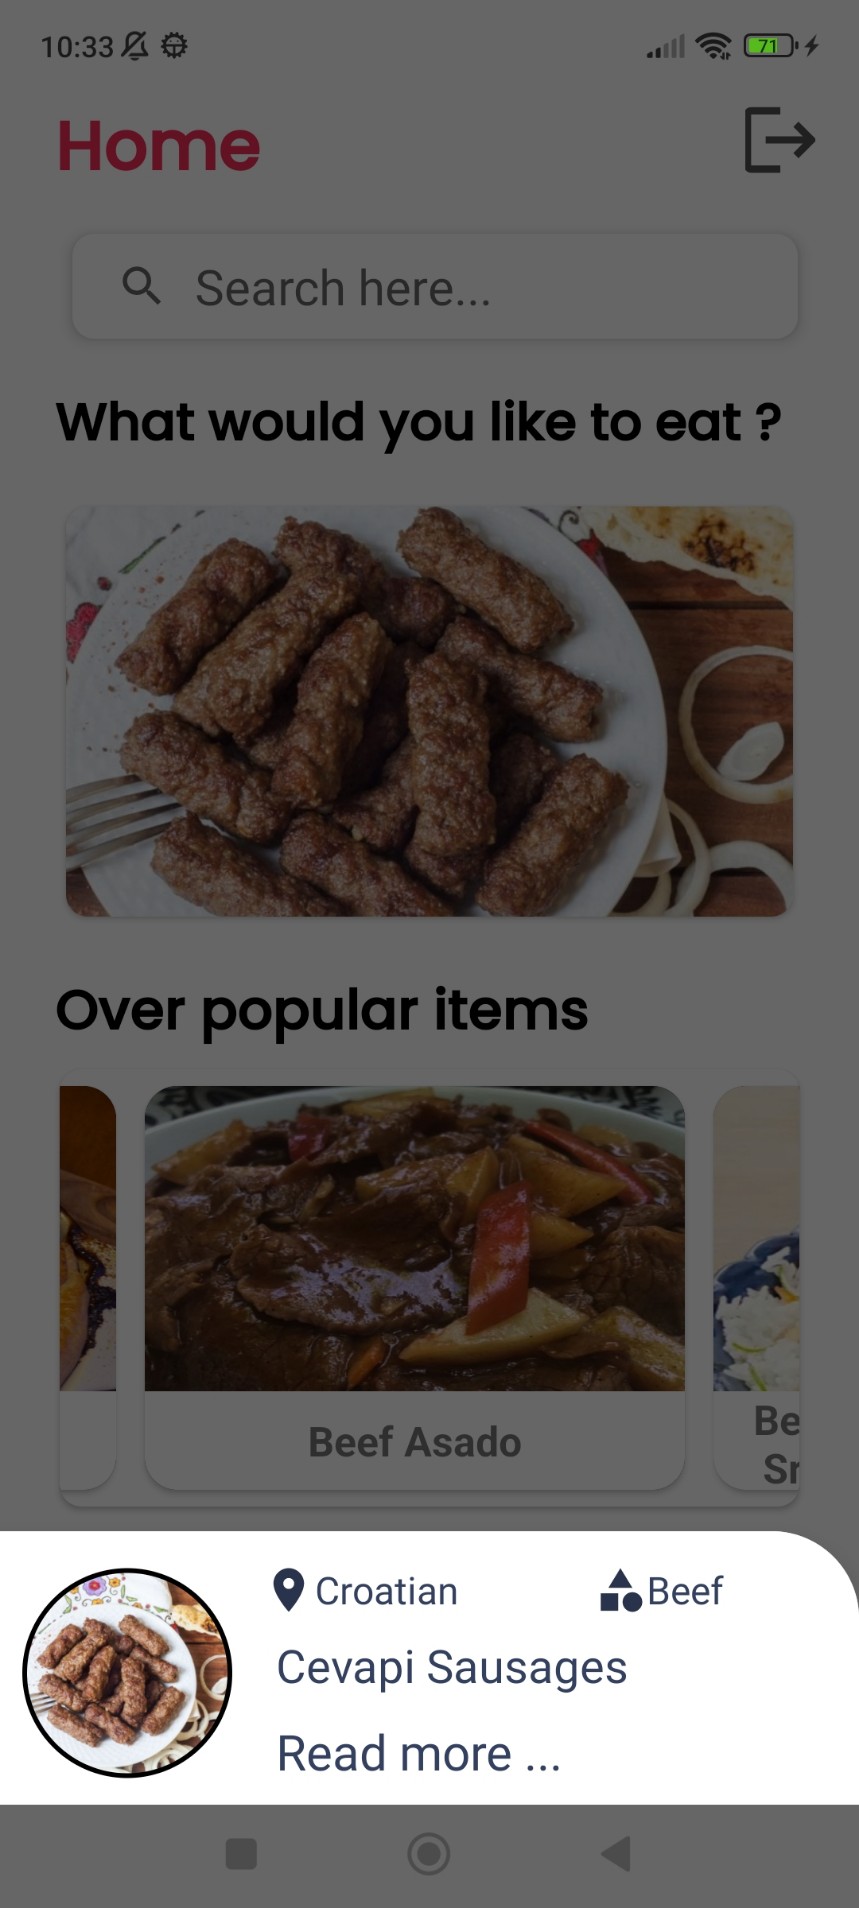 10:33
71
Home
Search here...
What would you like to eat ?
Over popular items
Beef Asado
Be
Sr
Croatian
Beef
Cevapi Sausages
Read more ...